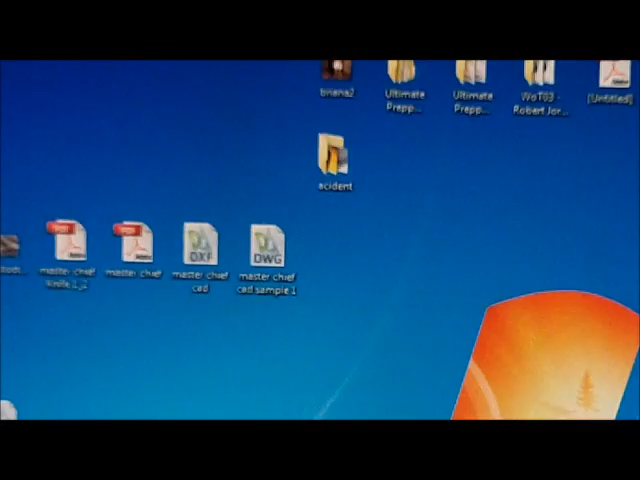 briana2
Ultimate
Prepp...
Ultimate
Prepp...
WoT03 -
Robert Jor...
[Untitled]
acident
master chief
knife 1_2
master chief
DXF
master chief
cad
DWG
master chief
cad sample 1